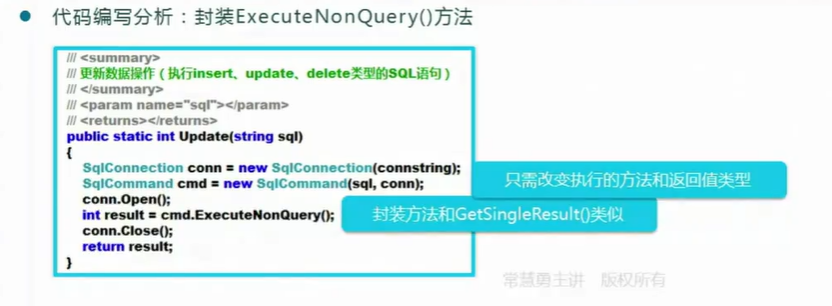 代码编写分析：封装ExecuteNonQuery()方法
/// <summary>
/// 更新数据操作（执行insert、update、delete类型的SQL语句）
/// </summary>
/// <param name="sql"></param>
/// <returns></returns>
public static int Update(string sql)
{
SqlConnection conn = new SqlConnection(connstring);
SqlCommand cmd = new SqlCommand(sql, conn);
只需改变执行的方法和返回值类型
conn.Open();
int result = cmd.ExecuteNonQuery();
封装方法和GetSingleResult()类似
conn.Close();
return result;
}
常慧勇主讲 版权所有